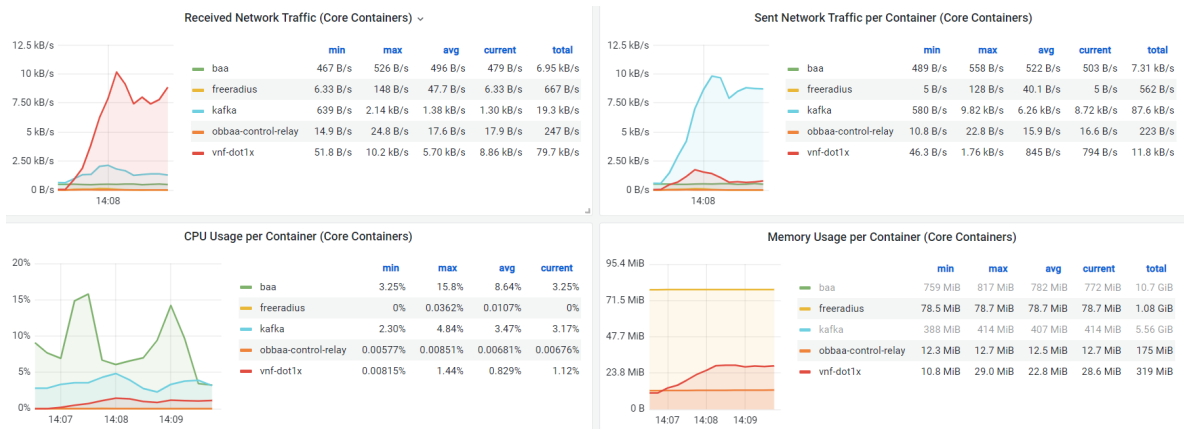 Received Network Traffic (Core Containers)
12.5 kB/s
10 kB/s
7.50 kB/s
5 kB/s
2.50 kB/s
0 B/s
14:08
min max avg current total
baa 467 B/s 526 B/s 496 B/s 479 B/s 6.95 kB/s
freeradius 6.33 B/s 148 B/s 47.7 B/s 6.33 B/s 667 B/s
kafka 639 B/s 2.14 kB/s 1.38 kB/s 1.30 kB/s 19.3 kB/s
obbaa-control-relay 14.9 B/s 24.8 B/s 17.6 B/s 17.9 B/s 247 B/s
vnf-dot1x 51.8 B/s 10.2 kB/s 5.70 kB/s 8.86 kB/s 79.7 kB/s
Sent Network Traffic per Container (Core Containers)
12.5 kB/s
10 kB/s
7.50 kB/s
5 kB/s
2.50 kB/s
0 B/s
14:08
min max avg current total
baa 489 B/s 558 B/s 522 B/s 503 B/s 7.31 kB/s
freeradius 5 B/s 128 B/s 40.1 B/s 5 B/s 562 B/s
kafka 580 B/s 9.82 kB/s 6.26 kB/s 8.72 kB/s 87.6 kB/s
obbaa-control-relay 10.8 B/s 22.8 B/s 15.9 B/s 16.6 B/s 223 B/s
vnf-dot1x 46.3 B/s 1.76 kB/s 845 B/s 794 B/s 11.8 kB/s
CPU Usage per Container (Core Containers)
20%
15%
10%
5%
0%
14:07 14:08 14:09
min max avg current
baa 3.25% 15.8% 8.64% 3.25%
freeradius 0% 0.0362% 0.0107% 0%
kafka 2.30% 4.84% 3.47% 3.17%
obbaa-control-relay 0.00577% 0.00851% 0.00681% 0.00676%
vnf-dot1x 0.00815% 1.44% 0.829% 1.12%
Memory Usage per Container (Core Containers)
95.4 MiB
71.5 MiB
47.7 MiB
23.8 MiB
0 B
14:07 14:08 14:09
min max avg current total
baa 759 MiB 817 MiB 782 MiB 772 MiB 10.7 GiB
freeradius 78.5 MiB 78.7 MiB 78.7 MiB 78.7 MiB 1.08 GiB
kafka 388 MiB 414 MiB 407 MiB 414 MiB 5.56 GiB
obbaa-control-relay 12.3 MiB 12.7 MiB 12.5 MiB 12.7 MiB 175 MiB
vnf-dot1x 10.8 MiB 29.0 MiB 22.8 MiB 28.6 MiB 319 MiB